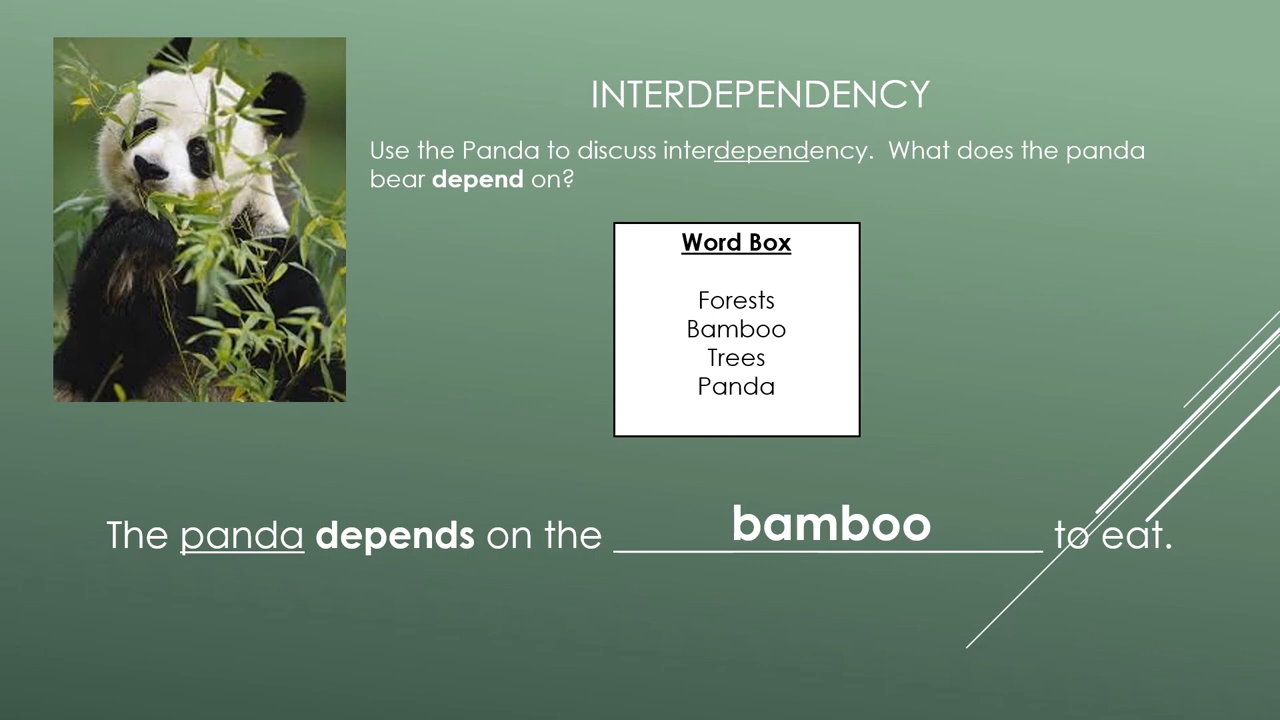 INTERDEPENDENCY
Use the Panda to discuss interdependency.  What does the panda
bear depend on?
Word Box
Forests
Bamboo
Trees
Panda
The panda depends on the bamboo to eat.